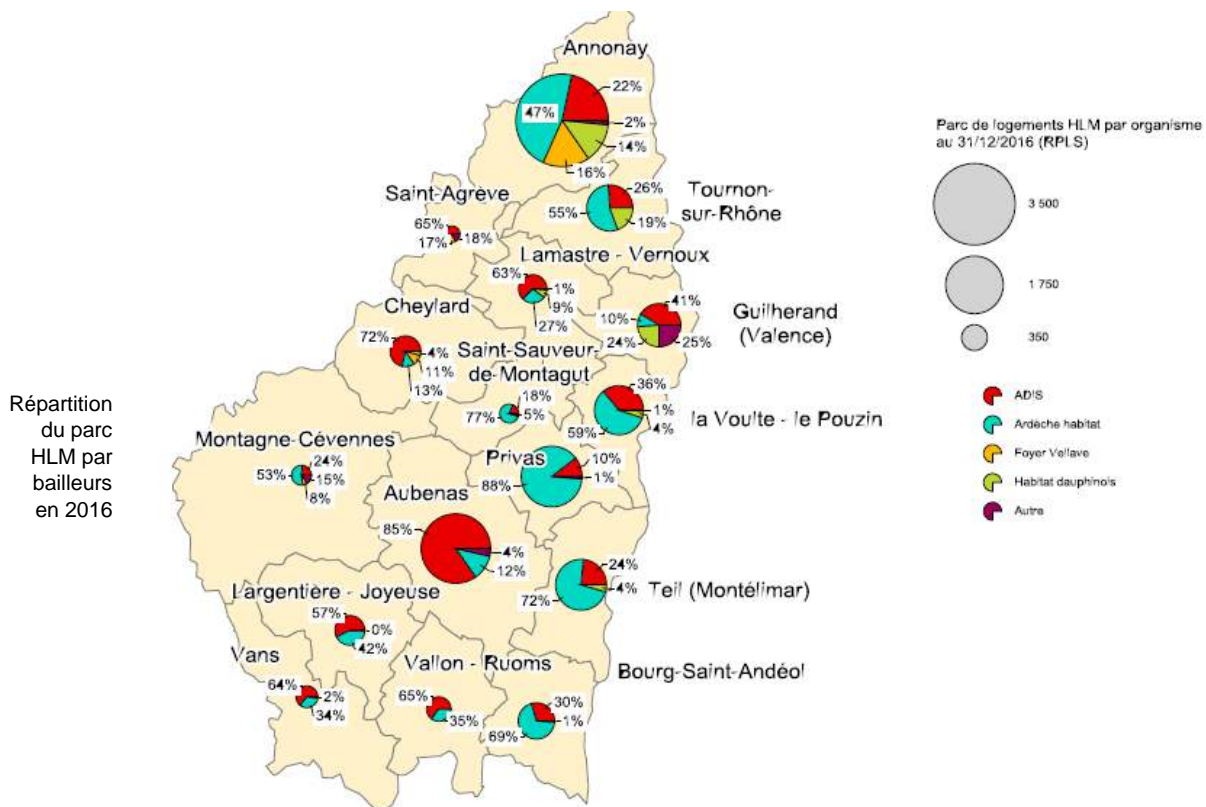 Annonay
22%
47%
2%
14%
16%
Saint-Agrève
65%
18%
17%
Tournon-
sur-Rhône
26%
55%
19%
Lamastre - Vernoux
63%
1%
9%
27%
Guilherand
(Valence)
41%
10%
24%
25%
Cheylard
72%
4%
11%
13%
Saint-Sauveur-
de-Montagut
18%
77%
5%
la Voulte - le Pouzin
36%
1%
4%
59%
Montagne-Cévennes
24%
53%
15%
8%
Privas
10%
1%
88%
Aubenas
85%
4%
12%
Teil (Montélimar)
24%
4%
72%
Largentière - Joyeuse
57%
0%
42%
Vans
64%
2%
34%
Vallon - Ruoms
65%
35%
Bourg-Saint-Andéol
30%
1%
69%
Répartition
du parc
HLM par
bailleurs
en 2016
Parc de logements HLM par organisme
au 31/12/2016 (RPLS)
3 500
1 750
350
ADIS
Ardèche habitat
Foyer Vellave
Habitat dauphinois
Autre